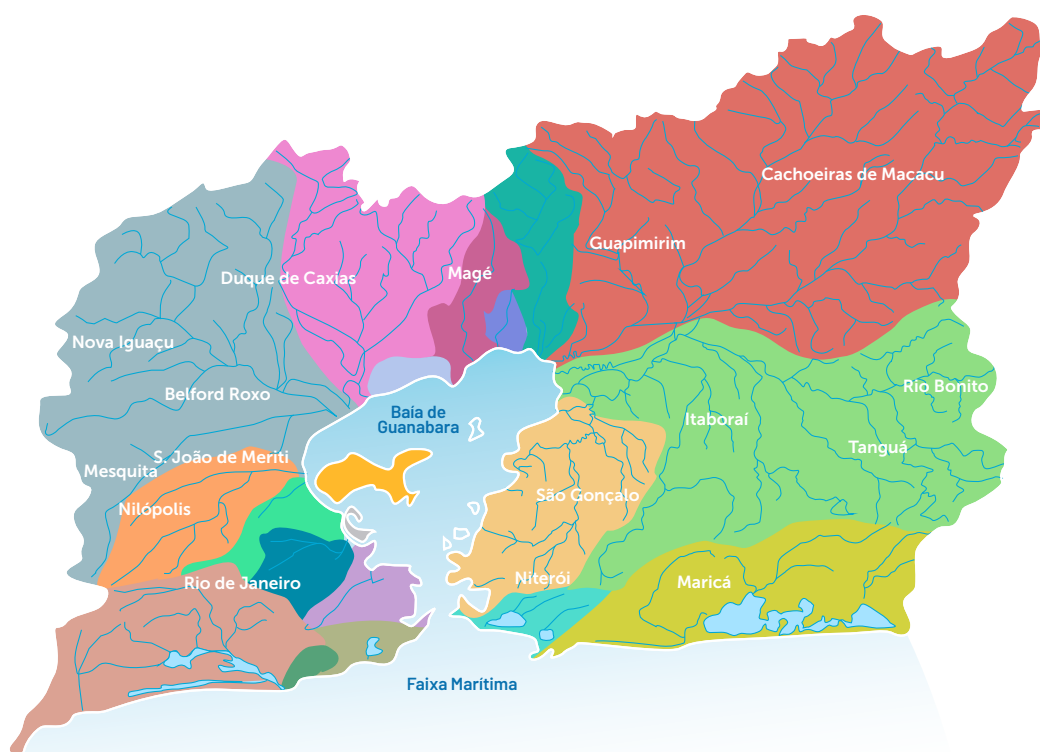 Cachoeiras de Macacu
Guapimirim
Magé
Duque de Caxias
Nova Iguaçu
Belford Roxo
Rio Bonito
Baía de
Guanabara
Itaboraí
Tanguá
S. João de Meriti
Mesquita
São Gonçalo
Nilópolis
Niterói
Rio de Janeiro
Maricá
Faixa Marítima